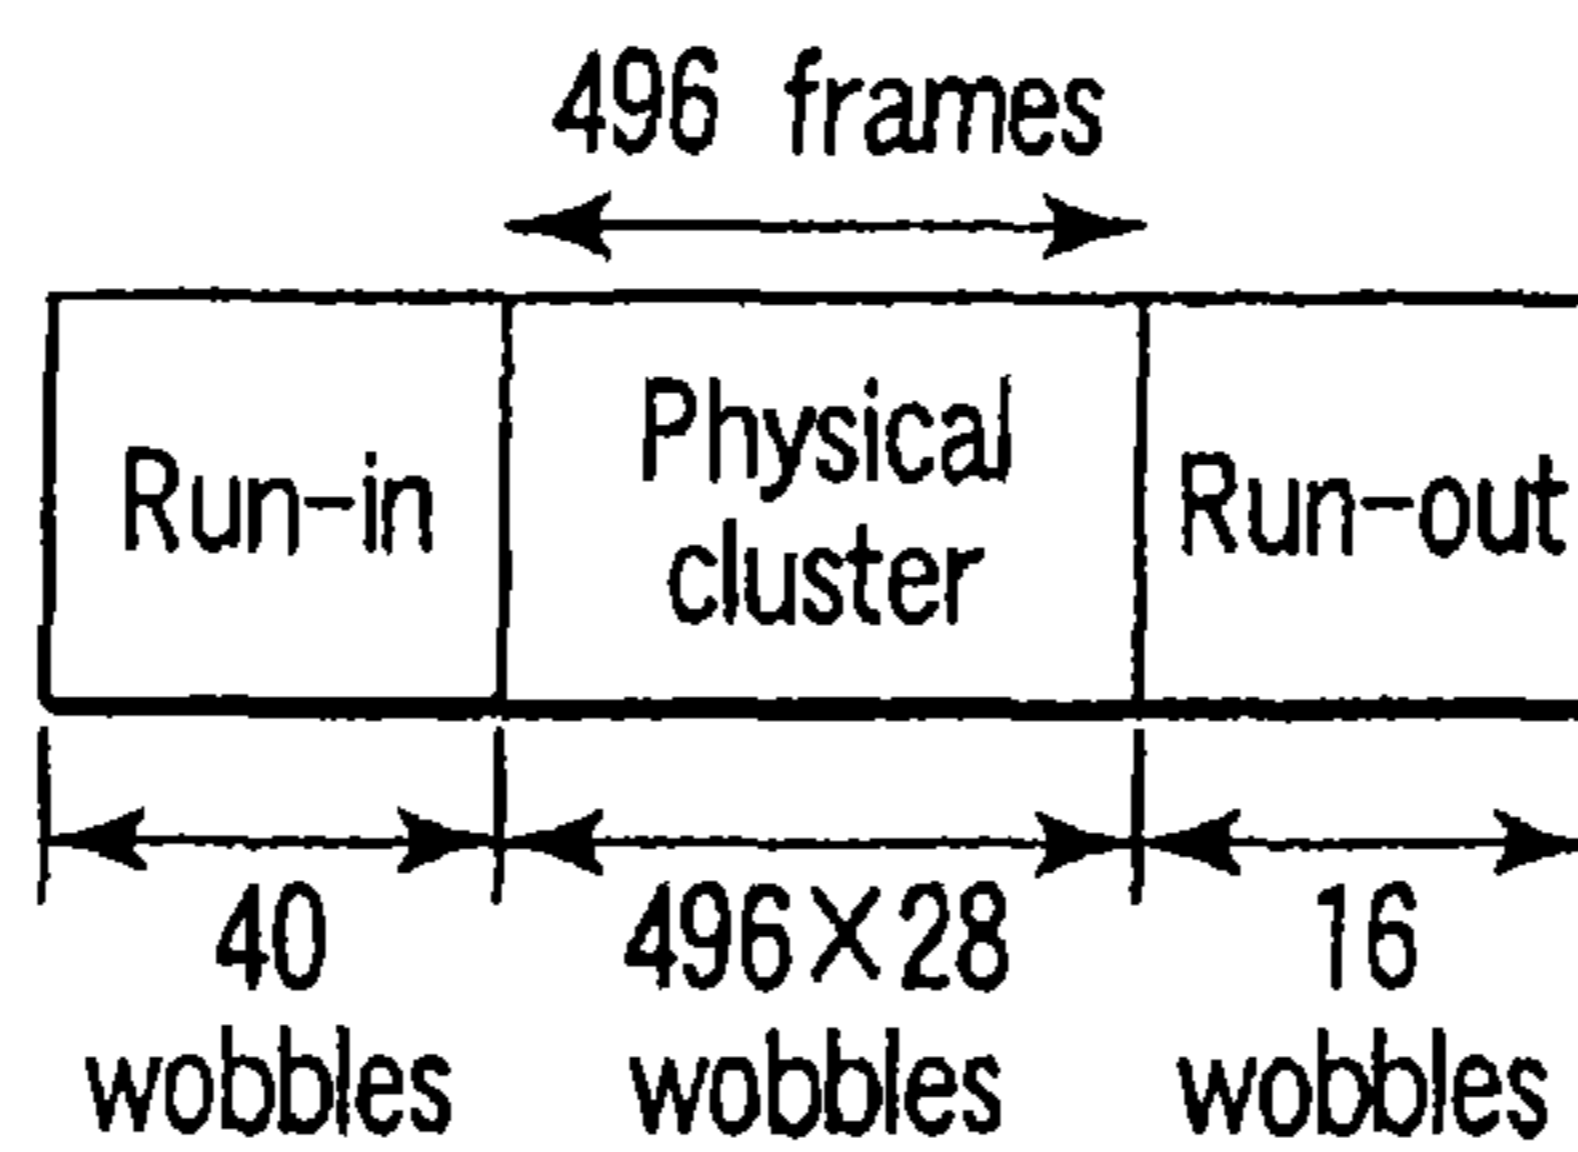 496 frames
Run-in
Physical
cluster
Run-out
40
wobbles
496×28
wobbles
16
wobbles